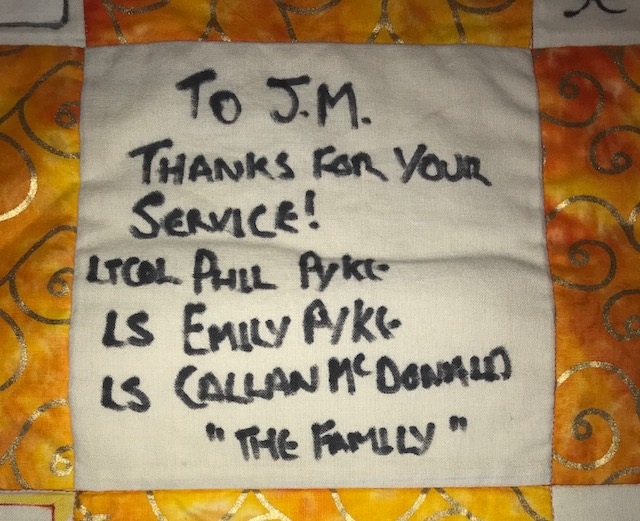 TO J.M.
THANKS FOR YOUR
SERVICE!
LTCOL PHIL PYKE
LS EMILY PYKE
LS CALLAN McDONALD
"THE FAMILY"